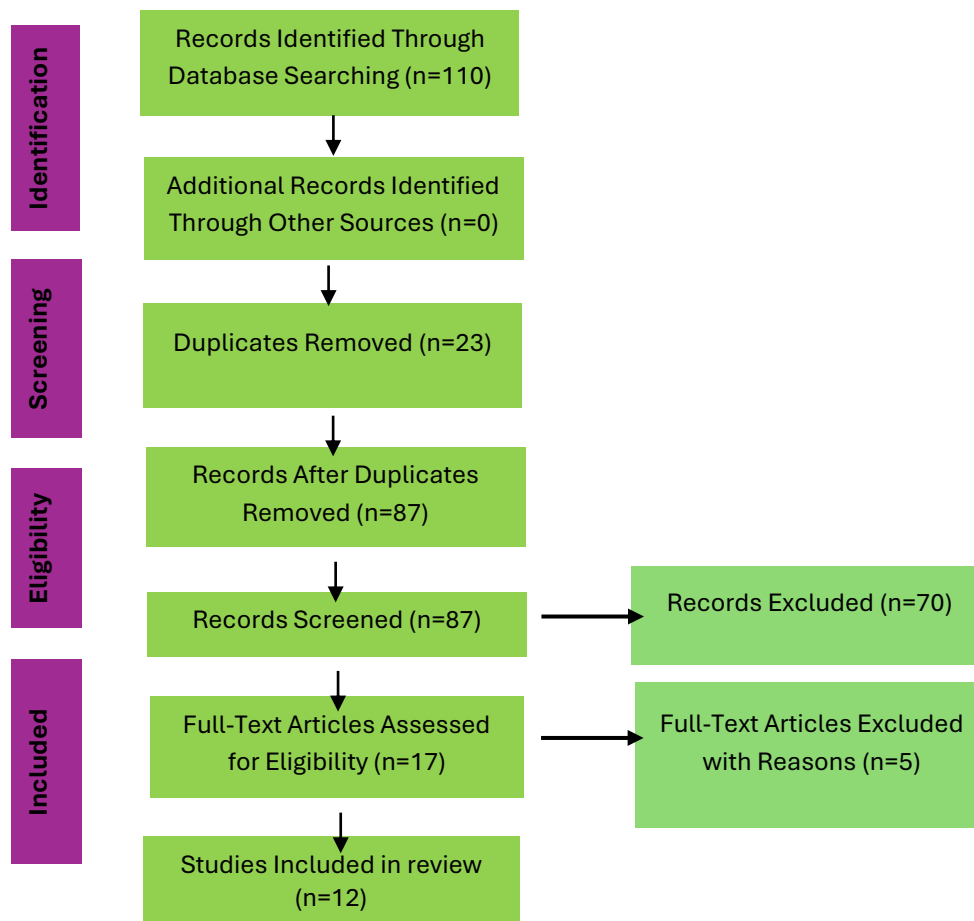 Identification
Records Identified Through
Database Searching (n=110)
Additional Records Identified
Through Other Sources (n=0)
Screening
Duplicates Removed (n=23)
Eligibility
Records After Duplicates
Removed (n=87)
Records Screened (n=87)
Records Excluded (n=70)
Included
Full-Text Articles Assessed
for Eligibility (n=17)
Full-Text Articles Excluded
with Reasons (n=5)
Studies Included in review
(n=12)